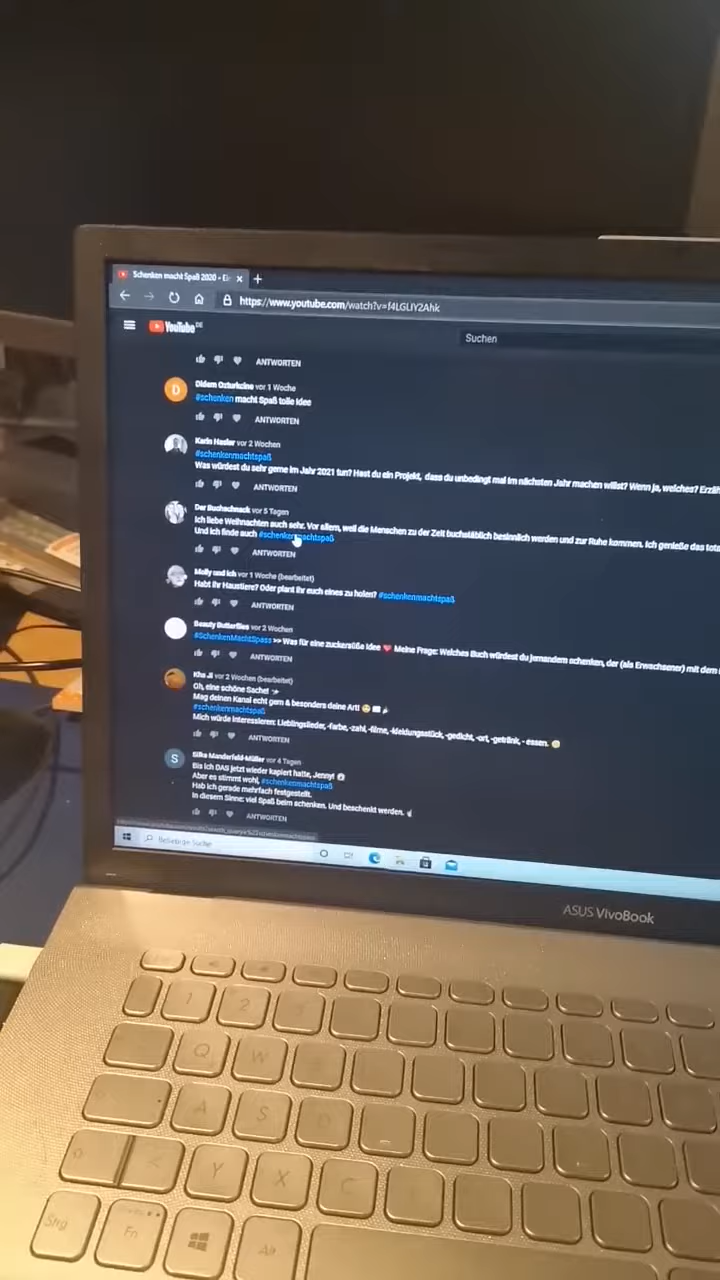 Schenken macht Spaß 2020 - Ei
https://www.youtube.com/watch?v=f4LGLIY2Ahk
YouTube DE
Suchen
ANTWORTEN
D
Didem Ozturkcine vor 1 Woche
#schenken macht Spaß tolle Idee
ANTWORTEN
Karin Hasler vor 2 Wochen
#schenkenmachtspaß
Was würdest du sehr gerne im Jahr 2021 tun? Hast du ein Projekt, dass du unbedingt mal im nächsten Jahr machen willst? Wenn ja, welches?
ANTWORTEN
Der Buchschnack vor 5 Tagen
Ich liebe Weihnachten auch sehr. Vor allem, weil die Menschen zu der Zeit buchstäblich besinnlich werden und zur Ruhe kommen. Ich genieße das
Und ich finde auch #schenkenmachtspaß
ANTWORTEN
Molly und ich vor 1 Woche (bearbeitet)
Habt ihr Haustiere? Oder plant ihr euch eines zu holen? #schenkenmachtspaß
ANTWORTEN
Beauty Butterflies vor 2 Wochen
#SchenkenMachtSpass >> Was für eine zuckersüße Idee ❤ Meine Frage: Welches Buch würdest du jemandem schenken, der (als Erwachsener) mit dem
ANTWORTEN
Kha Ji vor 2 Wochen (bearbeitet)
Oh, eine schöne Sache!
Mag deinen Kanal echt gern & besonders deine Art!
#schenkenmachtspaß
Mich würde interessieren: Lieblingslieder, -farbe, -zahl, -filme, -kleidungsstück, -gedicht, -ort, -getränk, - essen.
ANTWORTEN
S
Silke Manderfeld-Müller vor 4 Tagen
Bis ich DAS jetzt wieder kapiert hatte, Jenny!
Aber es stimmt wohl, #schenkenmachtspaß
Hab ich gerade mehrfach festgestellt.
In diesem Sinne: viel Spaß beim schenken. Und beschenkt werden.
ANTWORTEN
ASUS VivoBook
1 2
Q W
A S D
Y X C
Strg Fn Alt